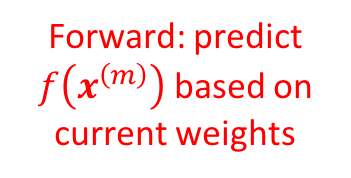 Forward: predict
f(x^(m)) based on
current weights